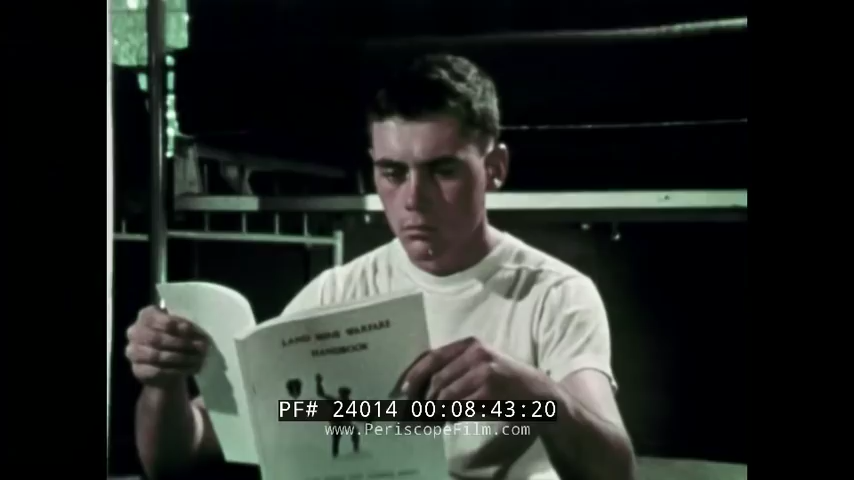 LAND MINE WARFARE
HANDBOOK
PF# 24014 00:08:43:20
www.PeriscopeFilm.com